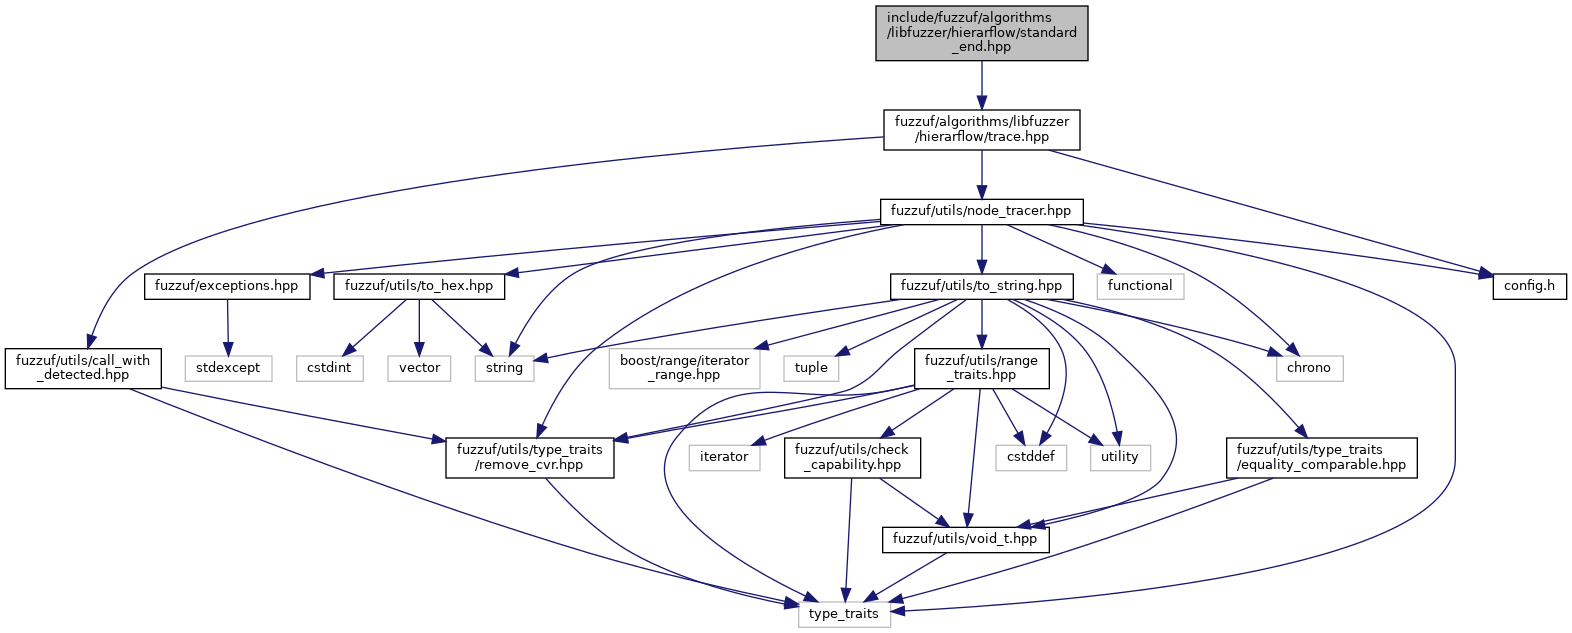 include/fuzzuf/algorithms
/libfuzzer/hierarflow/standard
_end.hpp
fuzzuf/algorithms/libfuzzer
/hierarflow/trace.hpp
fuzzuf/utils/node_tracer.hpp
fuzzuf/exceptions.hpp
fuzzuf/utils/to_hex.hpp
fuzzuf/utils/to_string.hpp
functional
config.h
fuzzuf/utils/call_with
_detected.hpp
stdexcept
cstdint
vector
string
boost/range/iterator
_range.hpp
tuple
fuzzuf/utils/range
_traits.hpp
chrono
fuzzuf/utils/type_traits
/remove_cvr.hpp
iterator
fuzzuf/utils/check
_capability.hpp
cstddef
utility
fuzzuf/utils/type_traits
/equality_comparable.hpp
fuzzuf/utils/void_t.hpp
type_traits